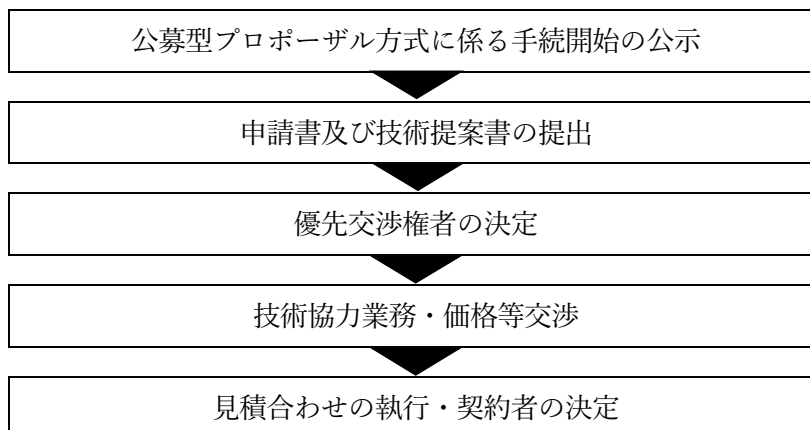 公募型プロポーザル方式に係る手続開始の公示
申請書及び技術提案書の提出
優先交渉権者の決定
技術協力業務・価格等交渉
見積合わせの執行・契約者の決定